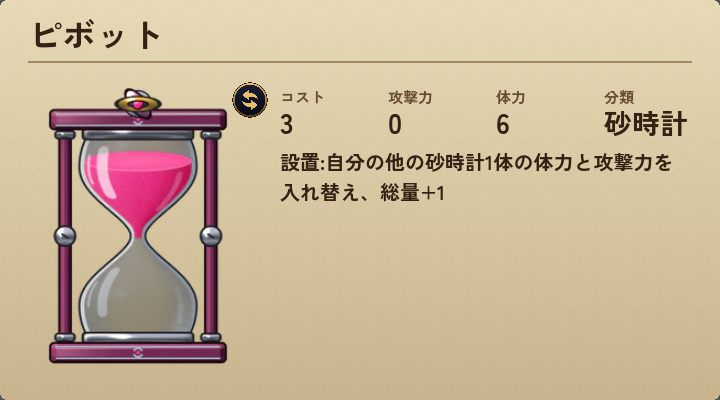 ピボット
コスト 攻撃力 体力 分類
3 0 6 砂時計
設置:自分の他の砂時計1体の体力と攻撃力を
入れ替え、総量+1